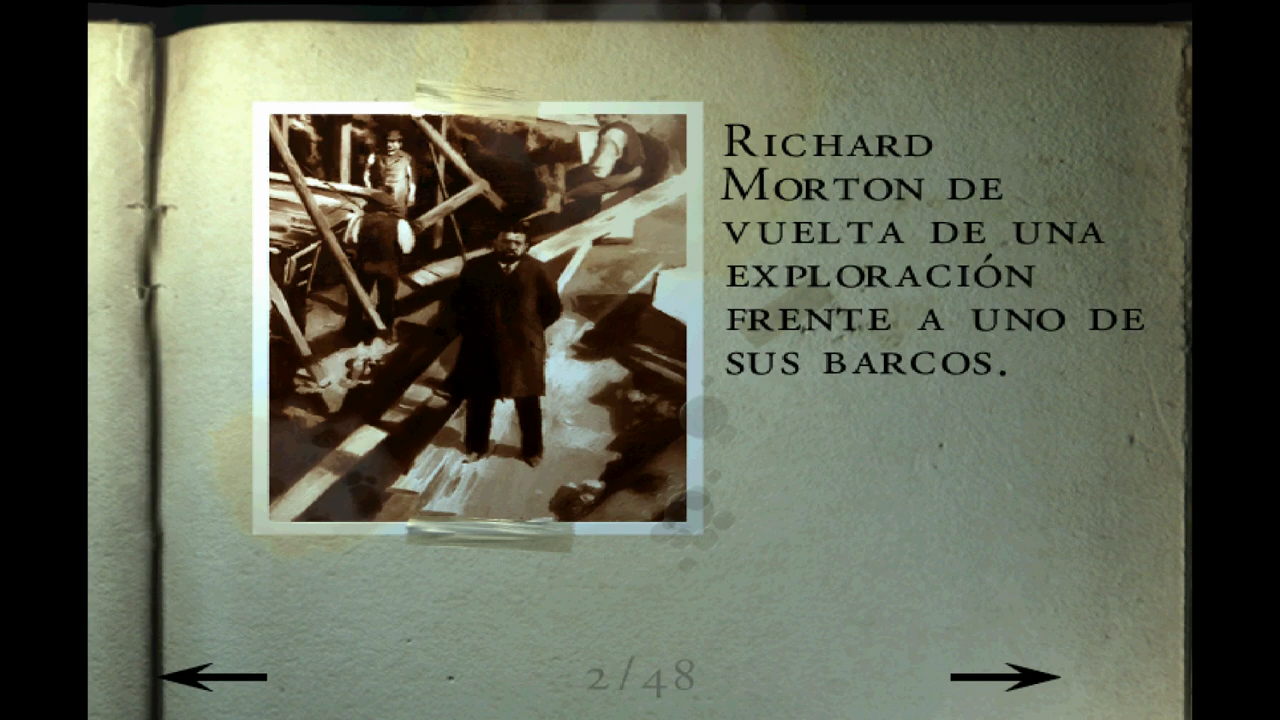 Richard
Morton de
vuelta de una
exploración
frente a uno de
sus barcos.
2/48